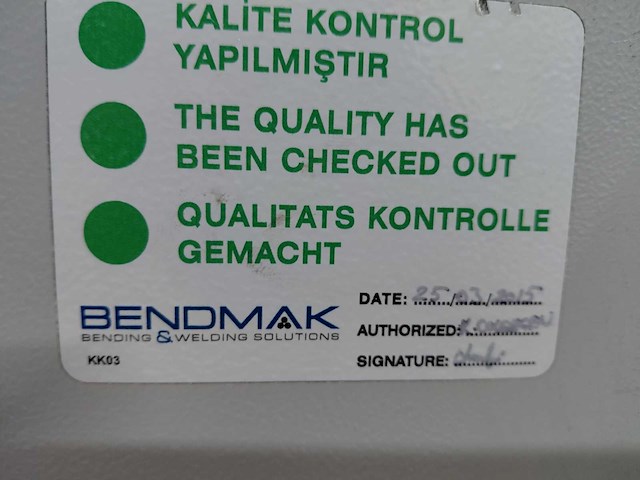 KALİTE KONTROL
YAPILMIŞTIR
THE QUALITY HAS
BEEN CHECKED OUT
QUALITATS KONTROLLE
GEMACHT
BENDMAK
BENDING & WELDING SOLUTIONS
KK03
DATE: 25/03/2015
AUTHORIZED:
SIGNATURE: